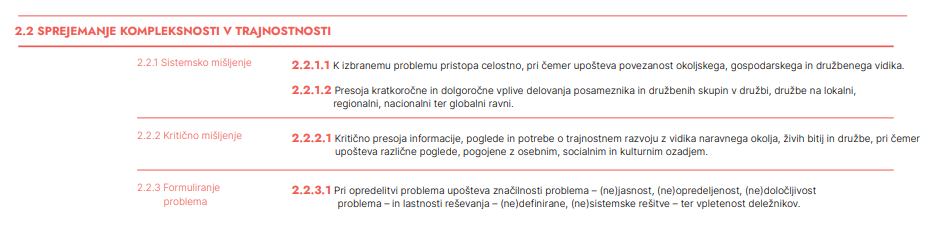 2.2 SPREJEMANJE KOMPLEKSNOSTI V TRAJNOSTNOSTI
2.2.1 Sistemsko mišljenje
2.2.1.1 K izbranemu problemu pristopa celostno, pri čemer upošteva povezanost okoljskega, gospodarskega in družbenega vidika.
2.2.1.2 Presoja kratkoročne in dolgoročne vplive delovanja posameznika in družbenih skupin v družbi, družbe na lokalni,
regionalni, nacionalni ter globalni ravni.
2.2.2 Kritično mišljenje
2.2.2.1 Kritično presoja informacije, poglede in potrebe o trajnostnem razvoju z vidika naravnega okolja, živih bitij in družbe, pri čemer
upošteva različne poglede, pogojene z osebnim, socialnim in kulturnim ozadjem.
2.2.3 Formuliranje
problema
2.2.3.1 Pri opredelitvi problema upošteva značilnosti problema – (ne)jasnost, (ne)opredeljenost, (ne)določljivost
problema – in lastnosti reševanja – (ne)definirane, (ne)sistemske rešitve – ter vpletenost deležnikov.